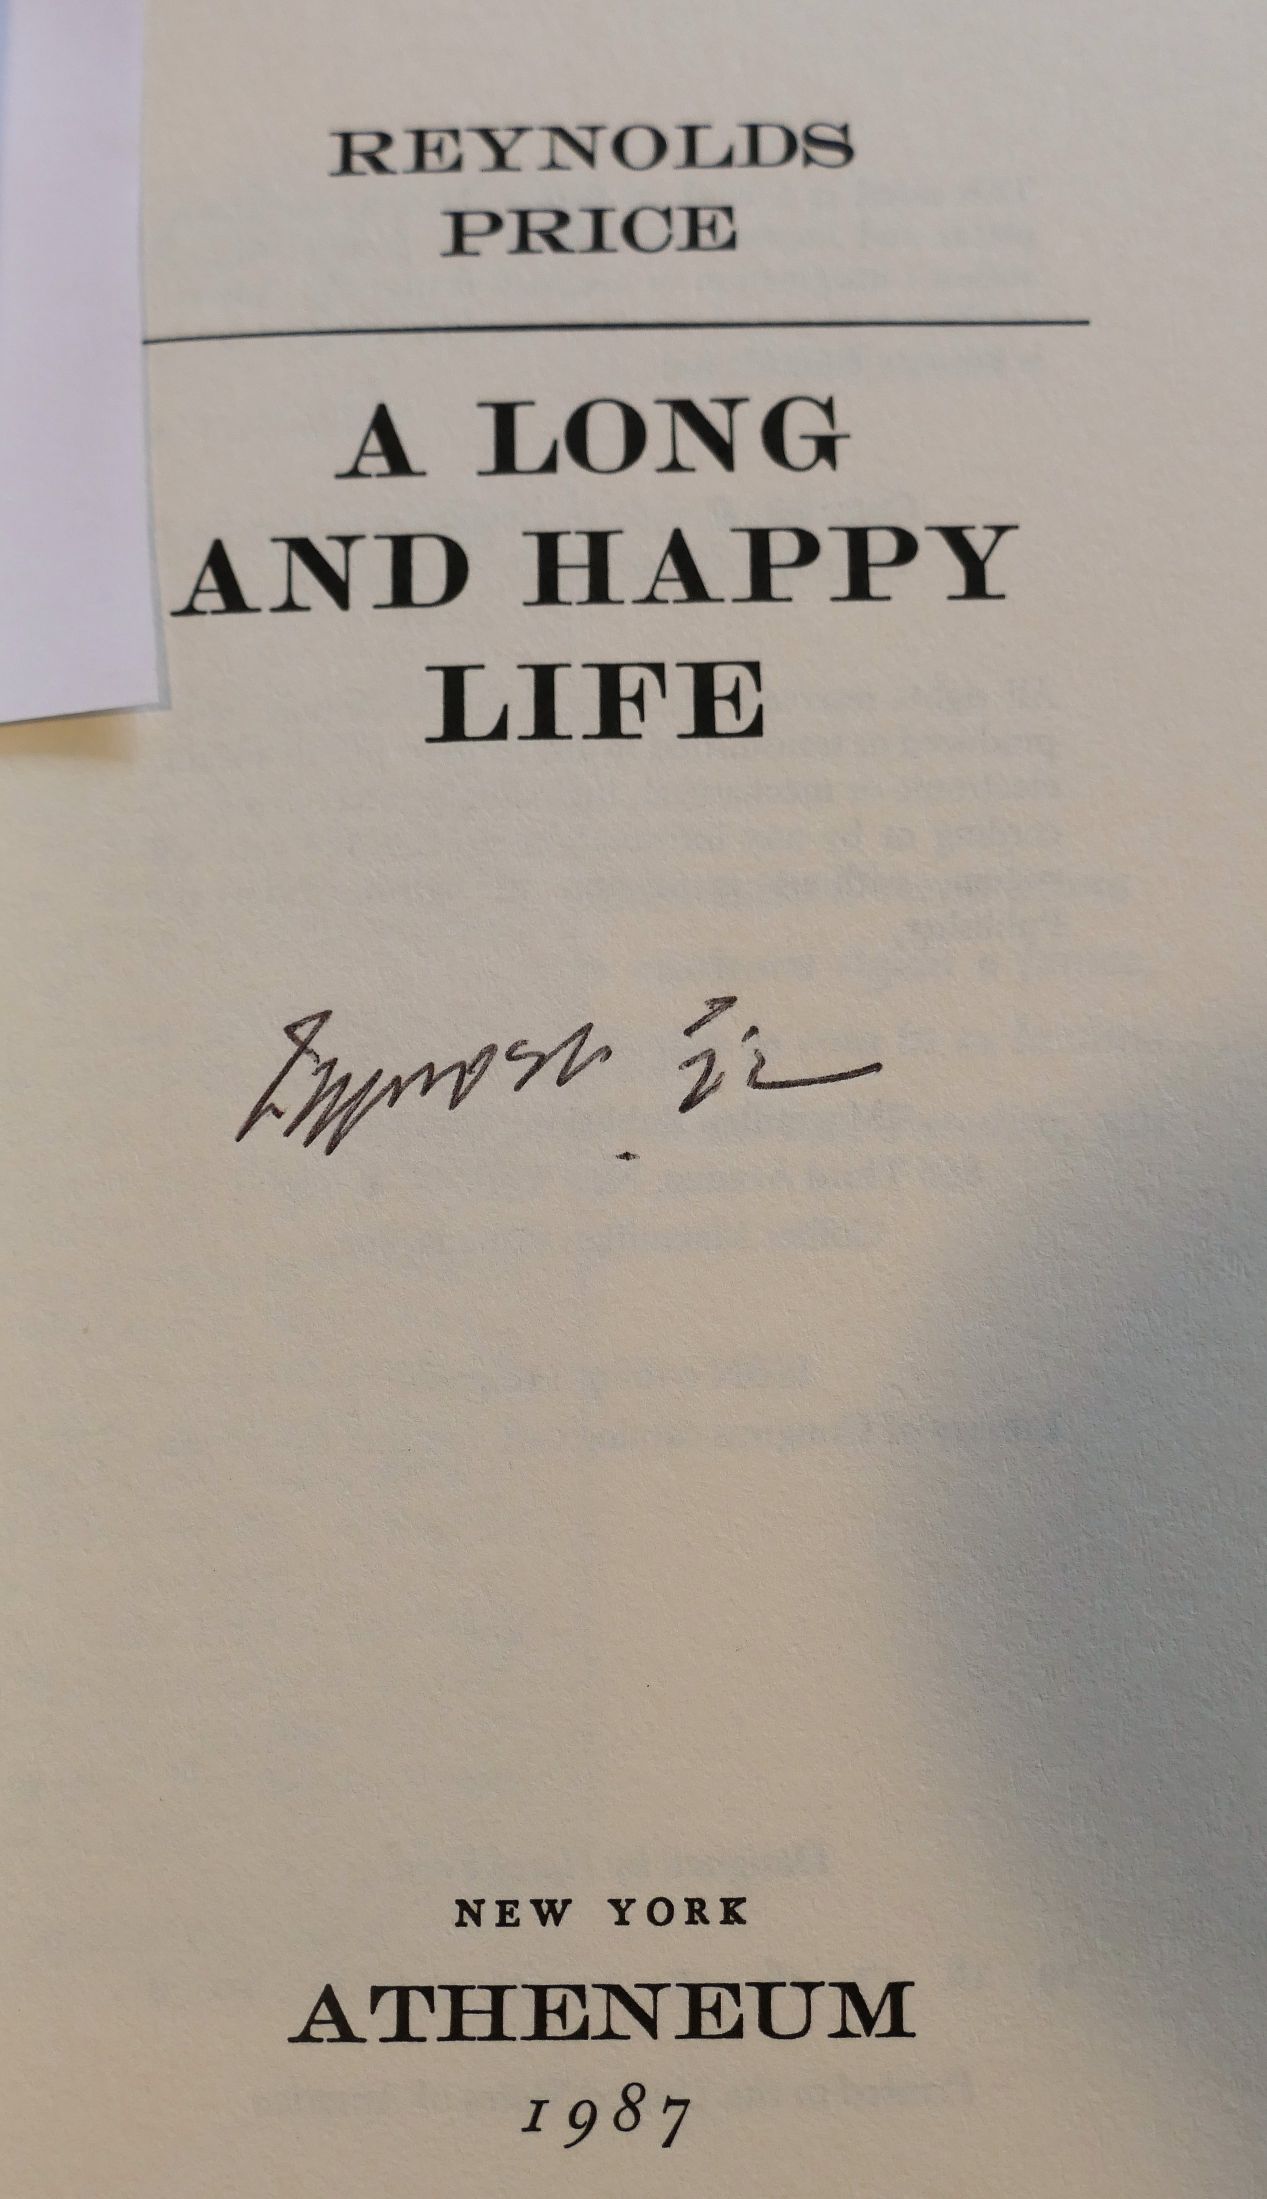 REYNOLDS
PRICE
A LONG
AND HAPPY
LIFE
NEW YORK
ATHENEUM
1987